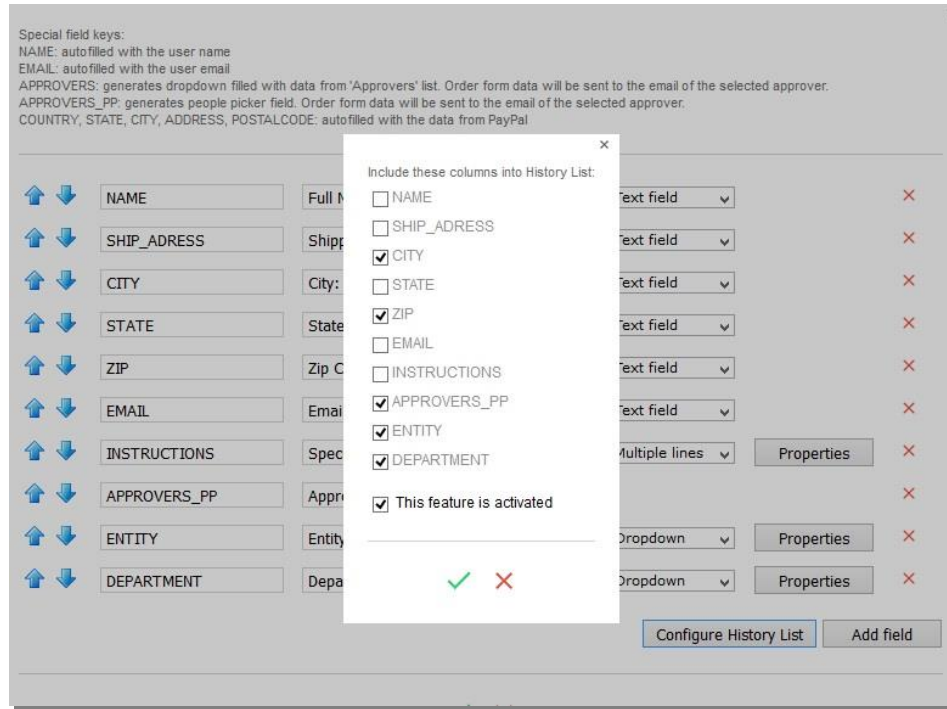 Special field keys:
NAME: autofilled with the user name
EMAIL: autofilled with the user email
APPROVERS: generates dropdown filled with data from 'Approvers' list. Order form data will be sent to the email of the selected approver.
APPROVERS_PP: generates people picker field. Order form data will be sent to the email of the selected approver.
COUNTRY, STATE, CITY, ADDRESS, POSTALCODE: autofilled with the data from PayPal
Include these columns into History List:
NAME
SHIP_ADRESS
CITY
STATE
ZIP
EMAIL
INSTRUCTIONS
APPROVERS_PP
ENTITY
DEPARTMENT
This feature is activated
NAME Full Text field
SHIP_ADRESS Shipp Text field
CITY City: Text field
STATE State Text field
ZIP Zip C Text field
EMAIL Emai Text field
INSTRUCTIONS Spec Multiple lines Properties
APPROVERS_PP Appr
ENTITY Entity Dropdown Properties
DEPARTMENT Depa Dropdown Properties
Configure History List Add field